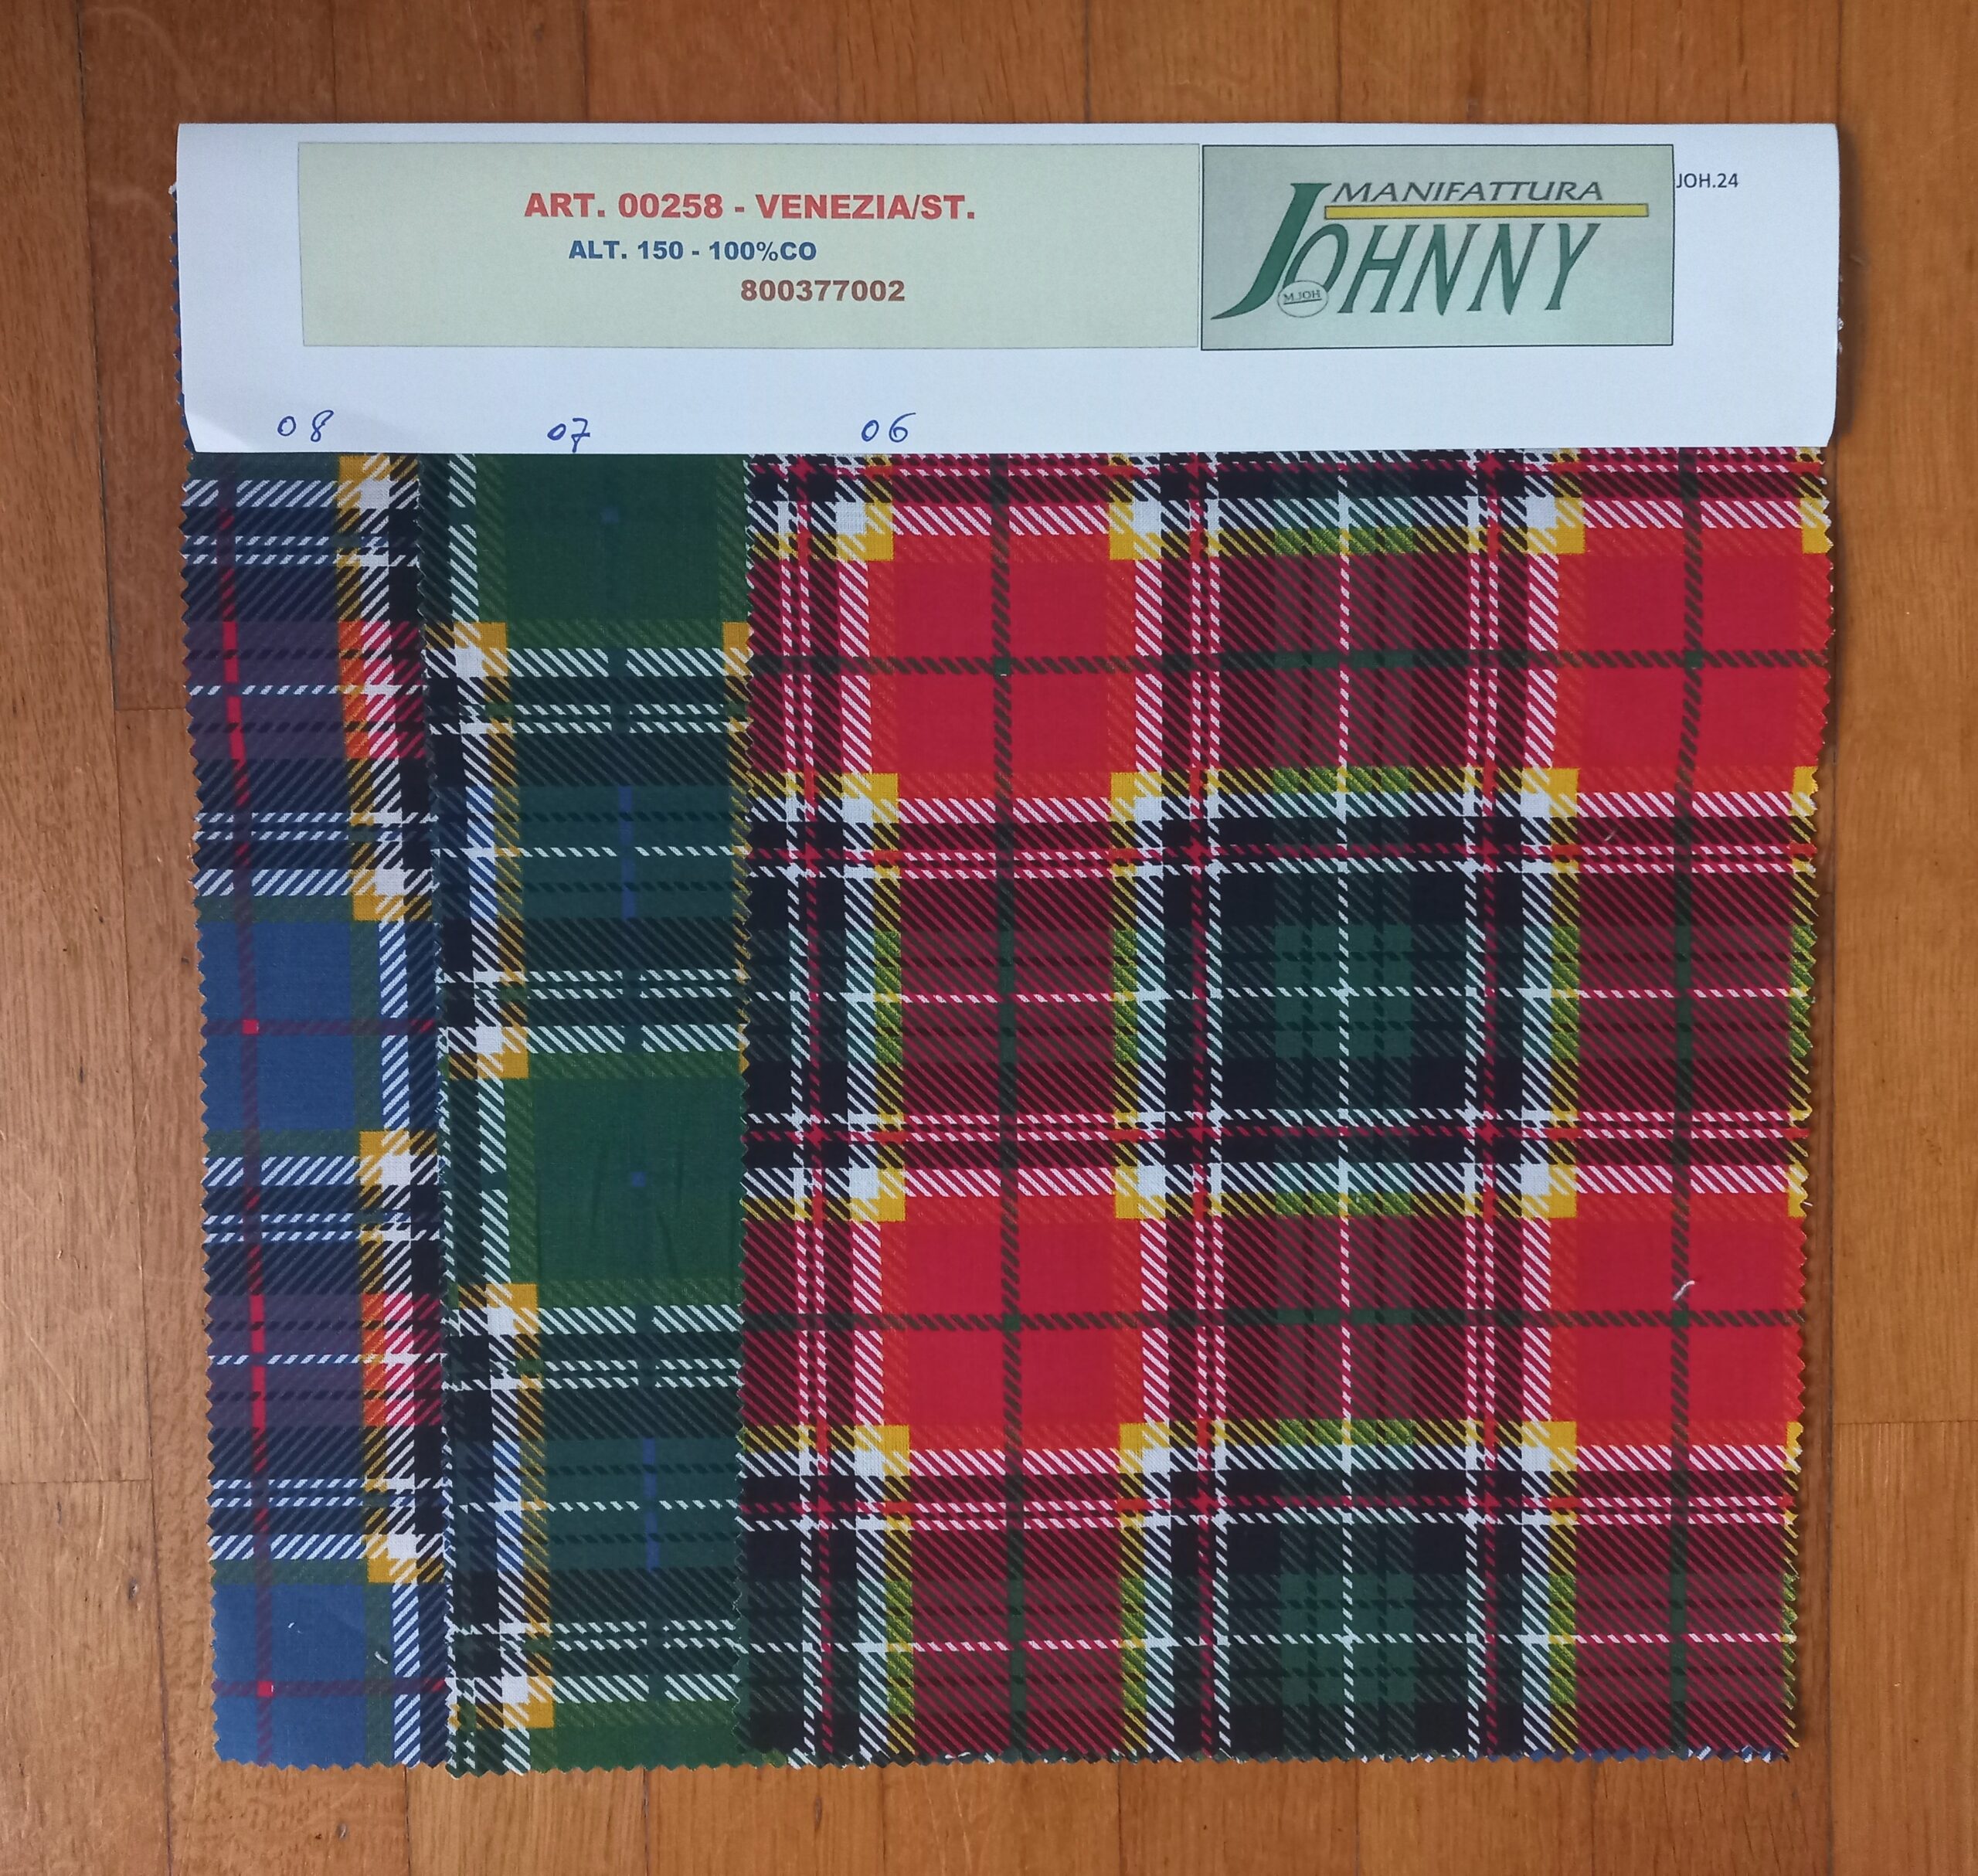 ART. 00258 - VENEZIA/ST.
ALT. 150 - 100%CO
800377002
MANIFATTURA
JOHNNY
M.JOH
JOH.24
08 07 06